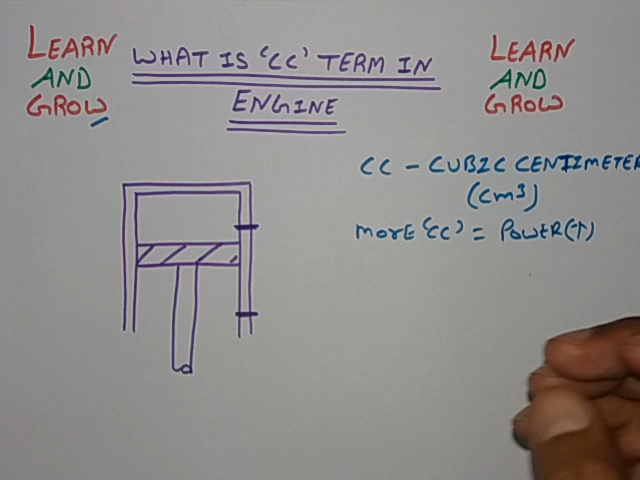 LEARN
AND
GROW
WHAT IS 'CC' TERM IN
ENGINE
LEARN
AND
GROW
CC - CUBIC CENTIMETER
(cm³)
MORE 'CC' = POWER(↑)